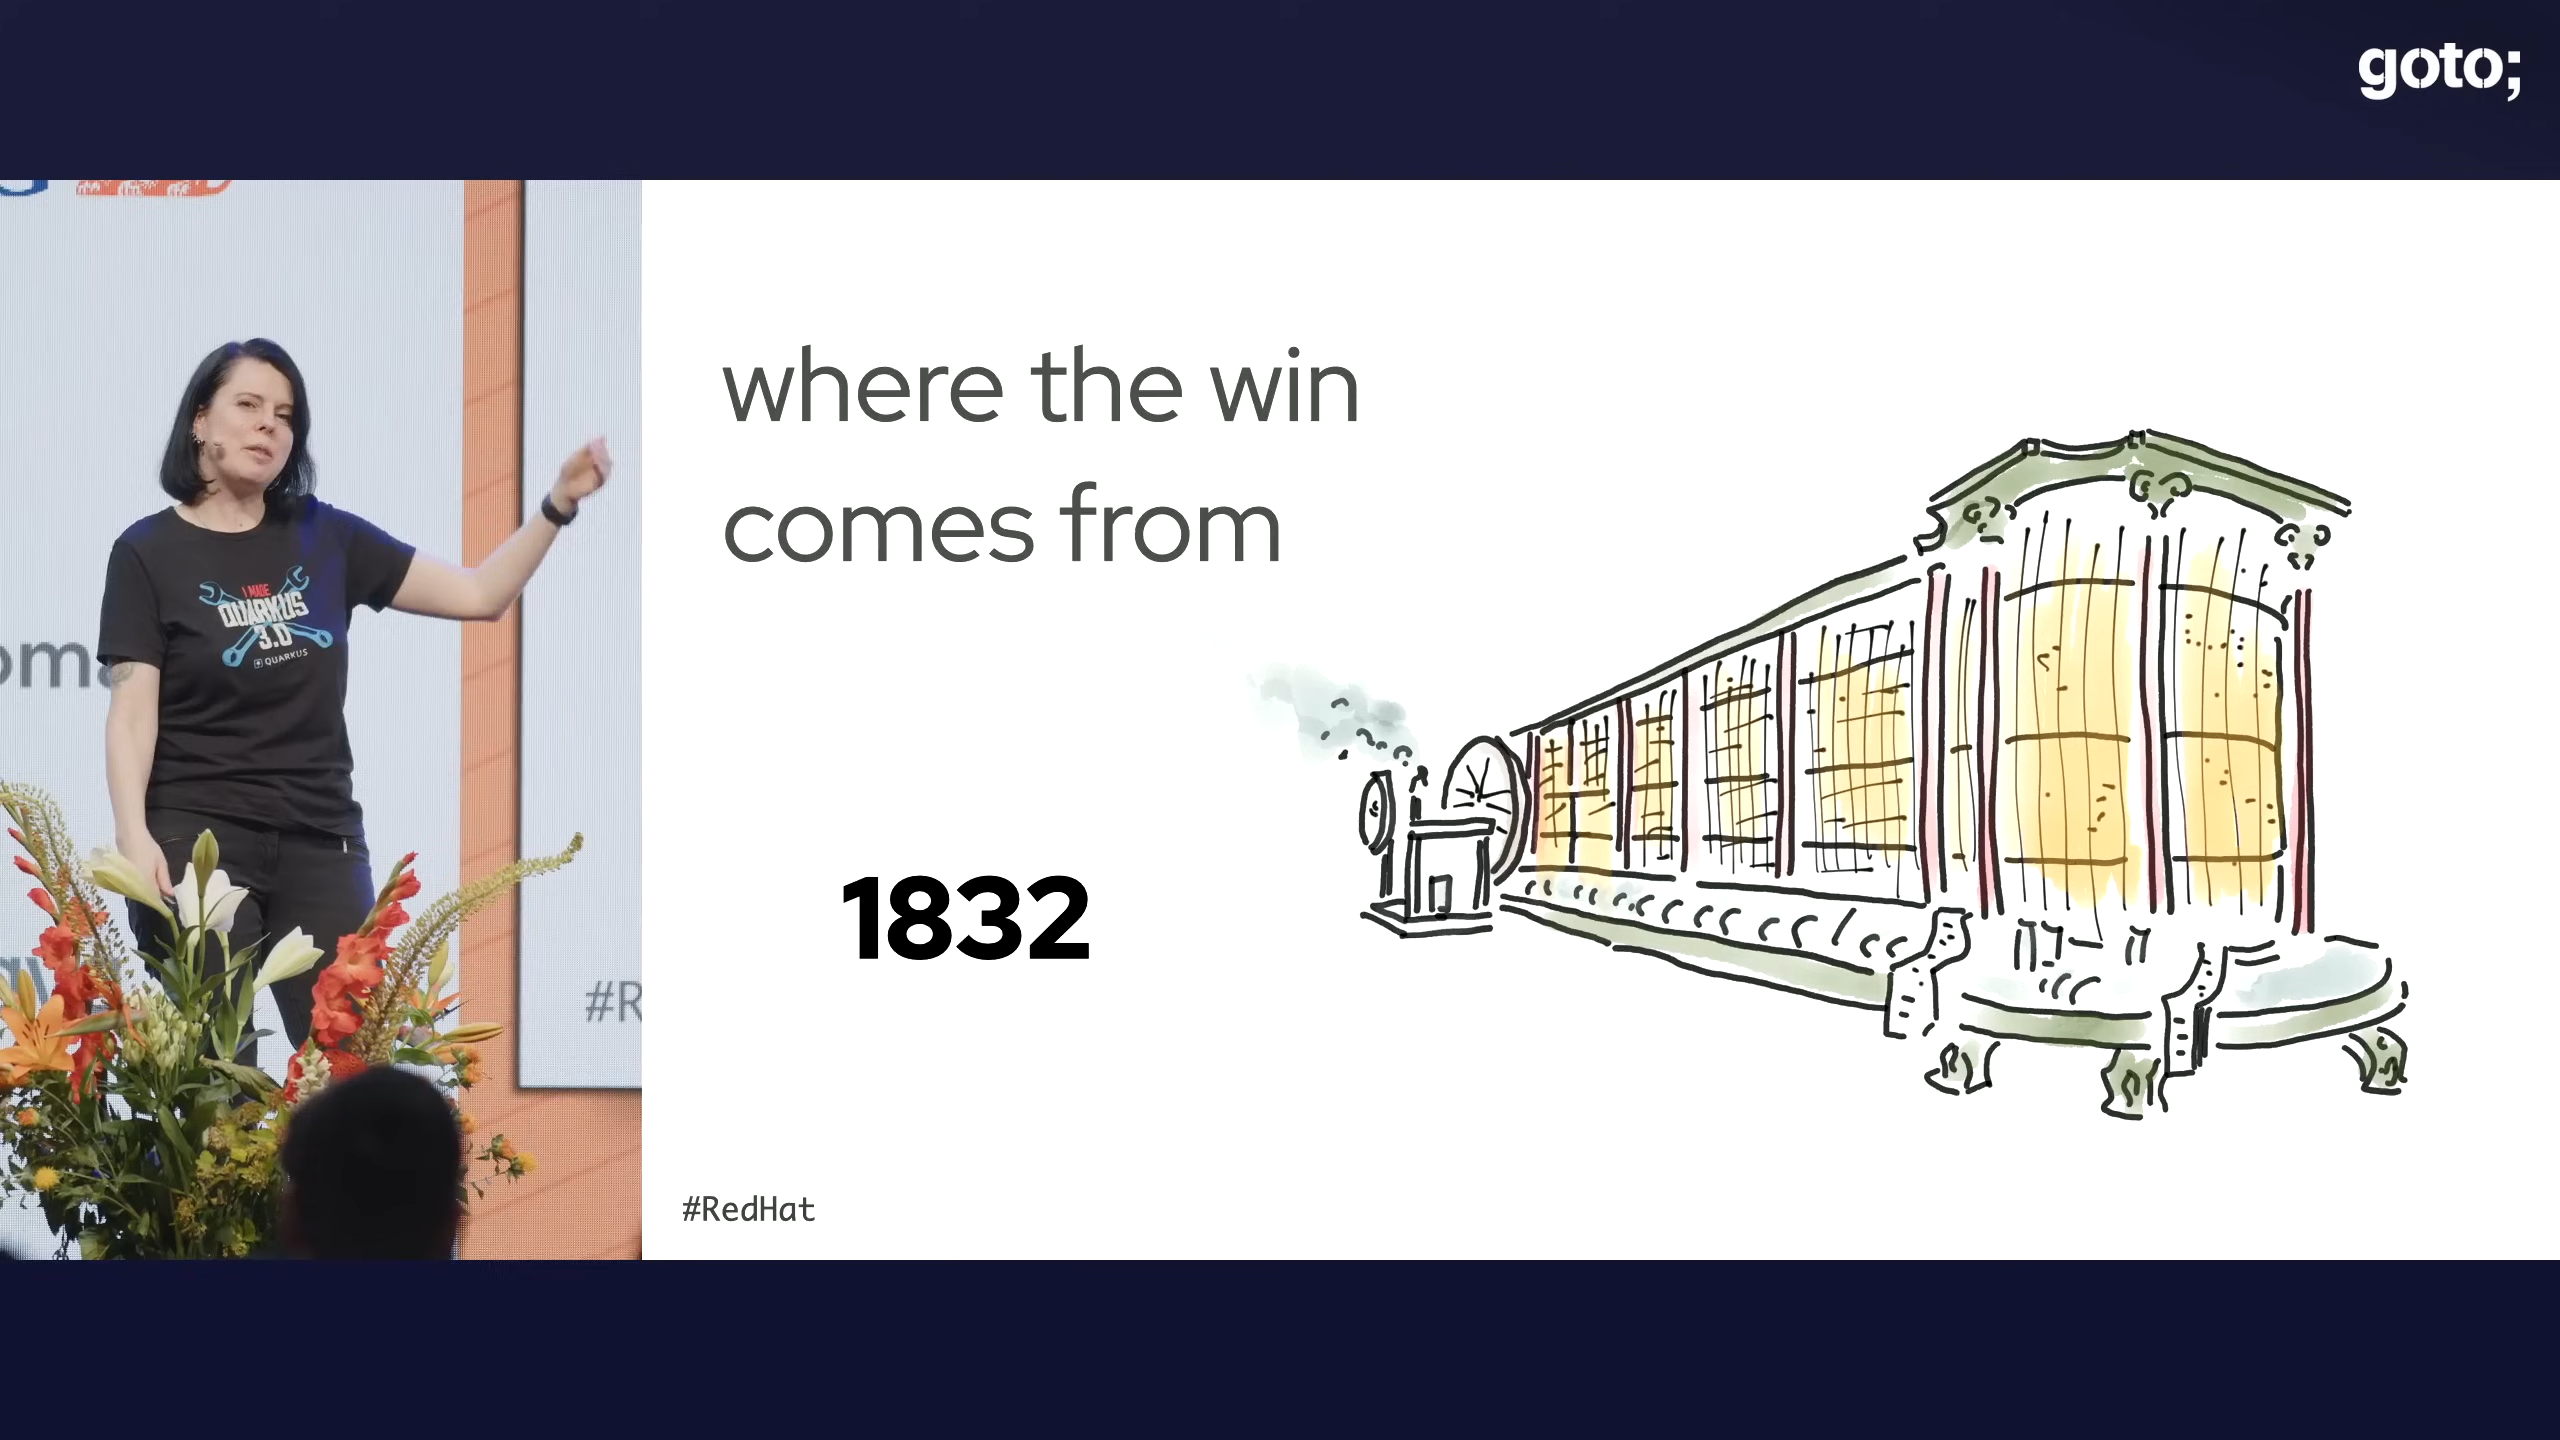 goto;
where the win
comes from
1832
#RedHat
I MADE
QUARKUS
3.0
QUARKUS
#R